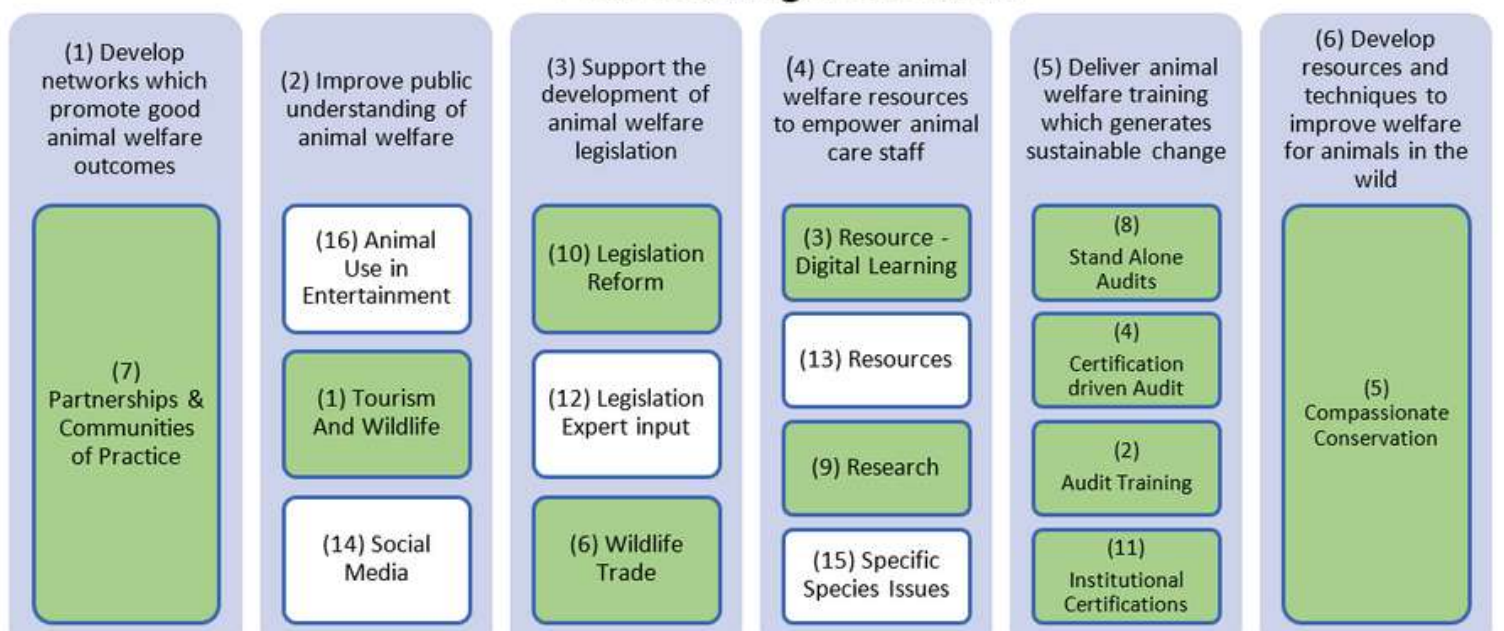 (1) Develop
networks which
promote good
animal welfare
outcomes
(7)
Partnerships &
Communities
of Practice
(2) Improve public
understanding of
animal welfare
(16) Animal
Use in
Entertainment
(1) Tourism
And Wildlife
(14) Social
Media
(3) Support the
development of
animal welfare
legislation
(10) Legislation
Reform
(12) Legislation
Expert input
(6) Wildlife
Trade
(4) Create animal
welfare resources
to empower animal
care staff
(3) Resource -
Digital Learning
(13) Resources
(9) Research
(15) Specific
Species Issues
(5) Deliver animal
welfare training
which generates
sustainable change
(8)
Stand Alone
Audits
(4)
Certification
driven Audit
(2)
Audit Training
(11)
Institutional
Certifications
(6) Develop
resources and
techniques to
improve welfare
for animals in the
wild
(5)
Compassionate
Conservation